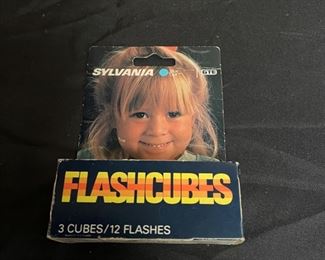 SYLVANIA GTE
FLASHCUBES
3 CUBES/12 FLASHES